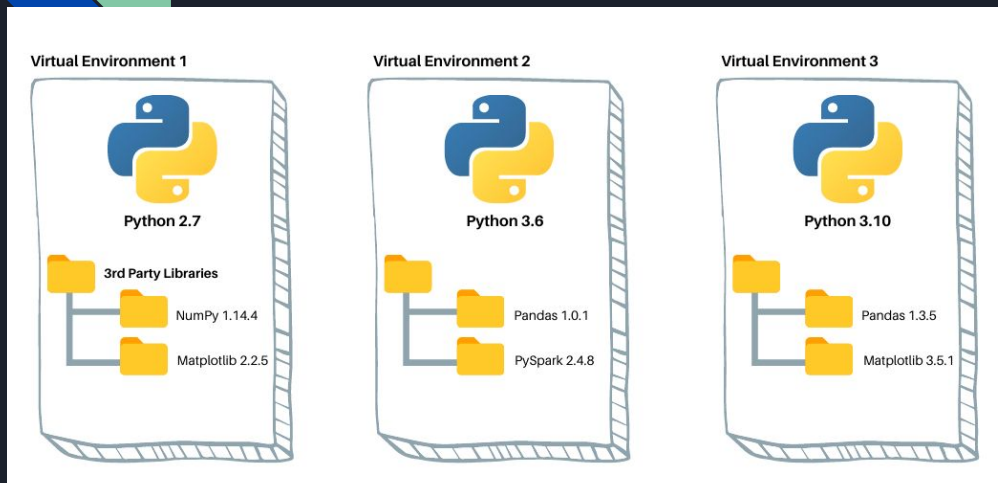 Virtual Environment 1
Python 2.7
3rd Party Libraries
NumPy 1.14.4
Matplotlib 2.2.5
Virtual Environment 2
Python 3.6
Pandas 1.0.1
PySpark 2.4.8
Virtual Environment 3
Python 3.10
Pandas 1.3.5
Matplotlib 3.5.1